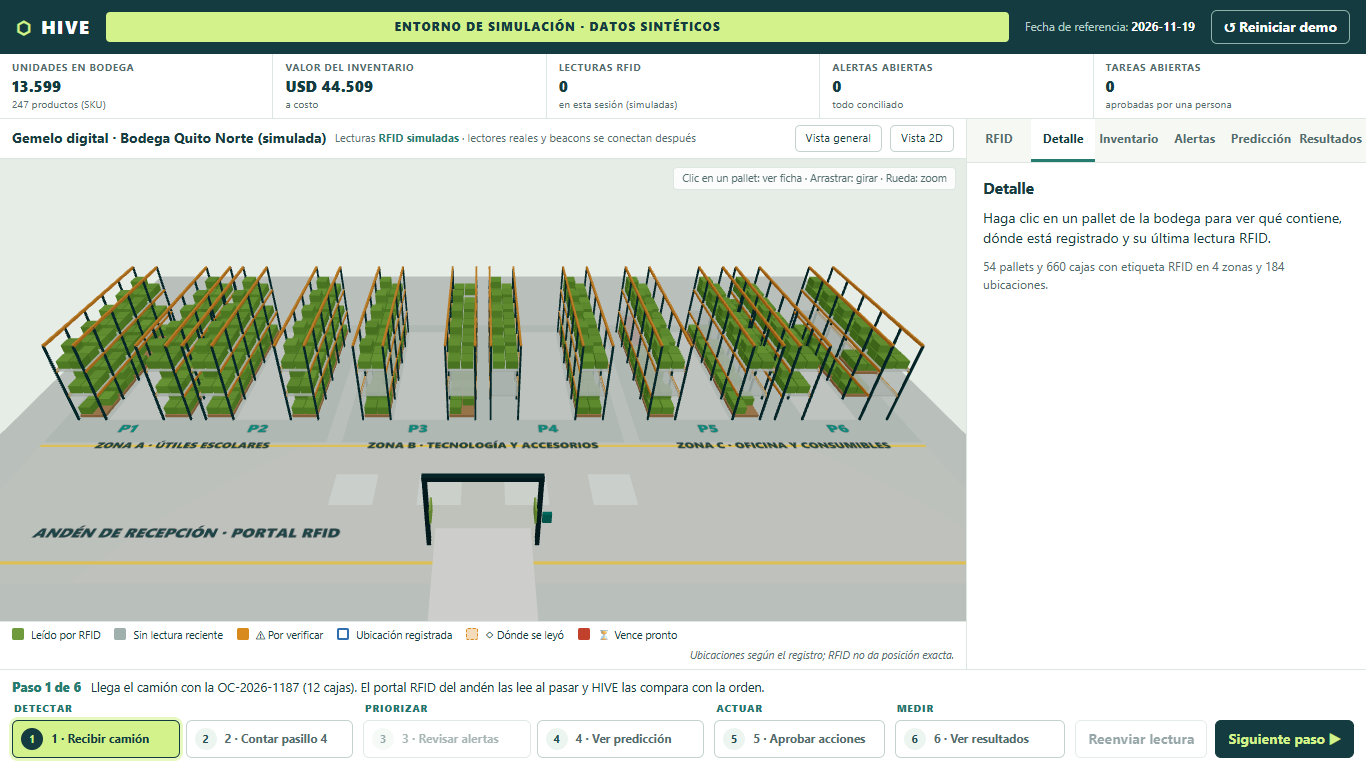 HIVE
ENTORNO DE SIMULACIÓN · DATOS SINTÉTICOS
Fecha de referencia: 2026-11-19
↺ Reiniciar demo
UNIDADES EN BODEGA
13.599
247 productos (SKU)
VALOR DEL INVENTARIO
USD 44.509
a costo
LECTURAS RFID
0
en esta sesión (simuladas)
ALERTAS ABIERTAS
0
todo conciliado
TAREAS ABIERTAS
0
aprobadas por una persona
Gemelo digital · Bodega Quito Norte (simulada)
Lecturas RFID simuladas · lectores reales y beacons se conectan después
Vista general
Vista 2D
RFID
Detalle
Inventario
Alertas
Predicción
Resultados
Clic en un pallet: ver ficha · Arrastrar: girar · Rueda: zoom
Detalle
Haga clic en un pallet de la bodega para ver qué contiene,
dónde está registrado y su última lectura RFID.
54 pallets y 660 cajas con etiqueta RFID en 4 zonas y 184
ubicaciones.
P1
P2
P3
P4
P5
P6
ZONA A · ÚTILES ESCOLARES
ZONA B · TECNOLOGÍA Y ACCESORIOS
ZONA C · OFICINA Y CONSUMIBLES
ANDÉN DE RECEPCIÓN · PORTAL RFID
Leído por RFID
Sin lectura reciente
⚠ Por verificar
Ubicación registrada
◇ Dónde se leyó
⏳ Vence pronto
Ubicaciones según el registro; RFID no da posición exacta.
Paso 1 de 6
Llega el camión con la OC-2026-1187 (12 cajas). El portal RFID del andén las lee al pasar y HIVE las compara con la orden.
DETECTAR
PRIORIZAR
ACTUAR
MEDIR
1 1 · Recibir camión
2 2 · Contar pasillo 4
3 3 · Revisar alertas
4 4 · Ver predicción
5 5 · Aprobar acciones
6 6 · Ver resultados
Reenviar lectura
Siguiente paso ▶